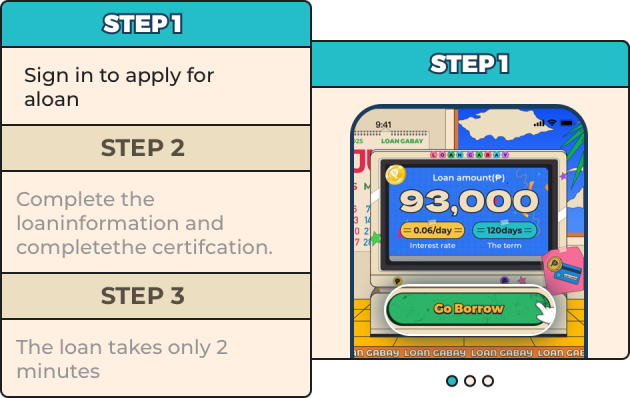 STEP 1
Sign in to apply for
aloan
STEP 2
Complete the
loaninformation and
completethe certifcation.
STEP 3
The loan takes only 2
minutes
STEP 1
9:41
LOAN GABAY
LOAN GABAY
Loan amount(₱)
93,000
0.06/day
120days
Interest rate
The term
Go Borrow
AN GABAY LOAN GABAY LOAN GABAY LOAN GA